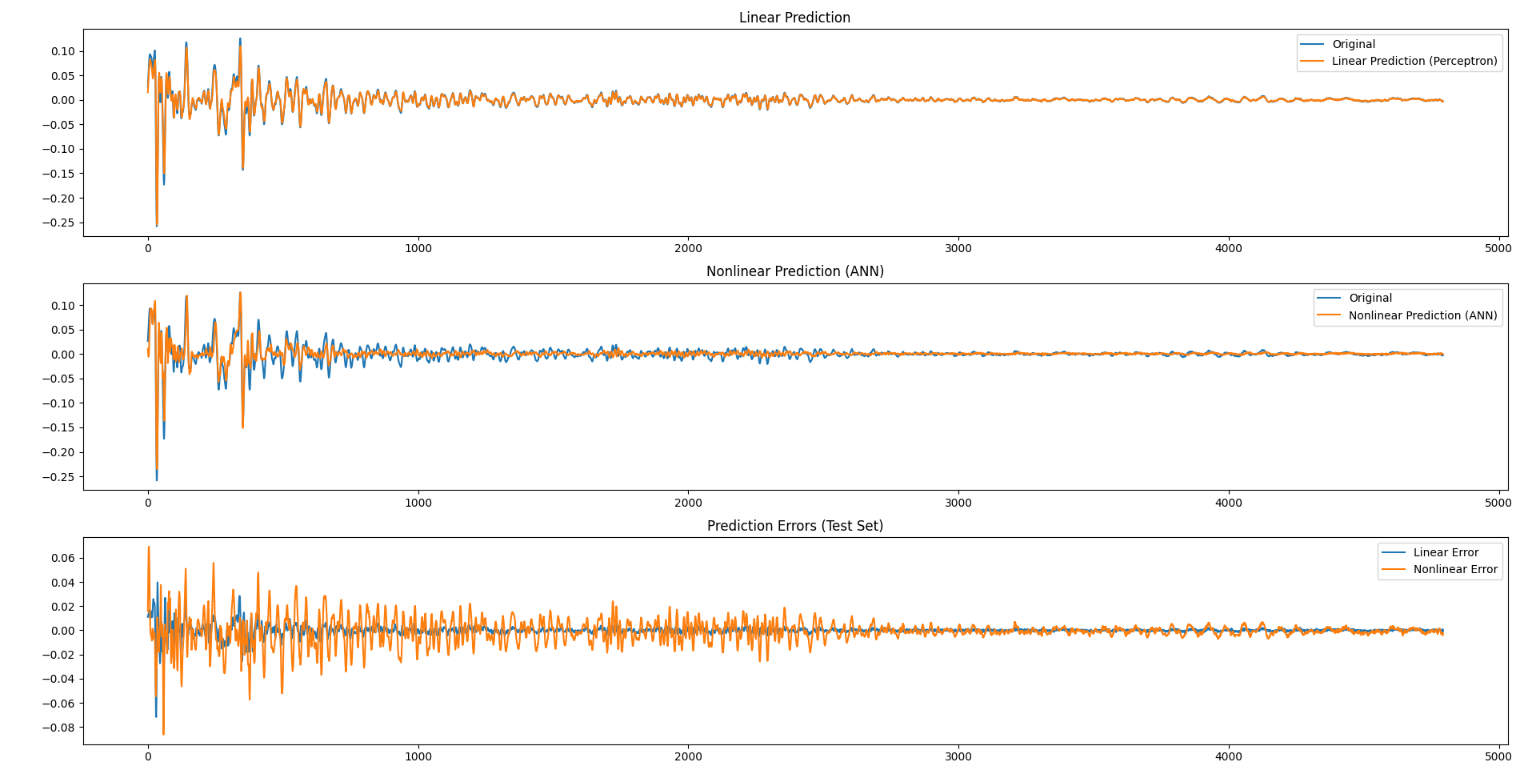 Linear Prediction
Original
Linear Prediction (Perceptron)
0.10
0.05
0.00
−0.05
−0.10
−0.15
−0.20
−0.25
0 1000 2000 3000 4000 5000
Nonlinear Prediction (ANN)
Original
Nonlinear Prediction (ANN)
0.10
0.05
0.00
−0.05
−0.10
−0.15
−0.20
−0.25
0 1000 2000 3000 4000 5000
Prediction Errors (Test Set)
Linear Error
Nonlinear Error
0.06
0.04
0.02
0.00
−0.02
−0.04
−0.06
−0.08
0 1000 2000 3000 4000 5000